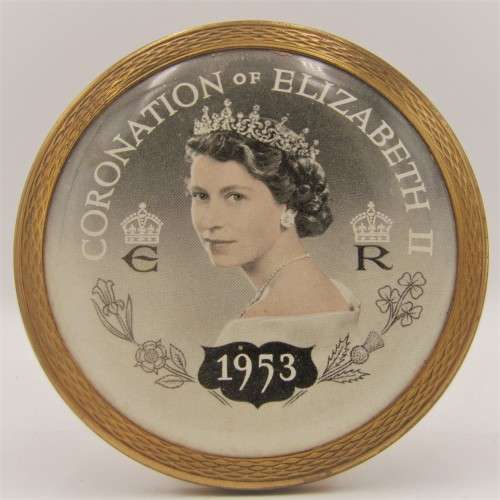 CORONATION OF ELIZABETH II
E R
1953